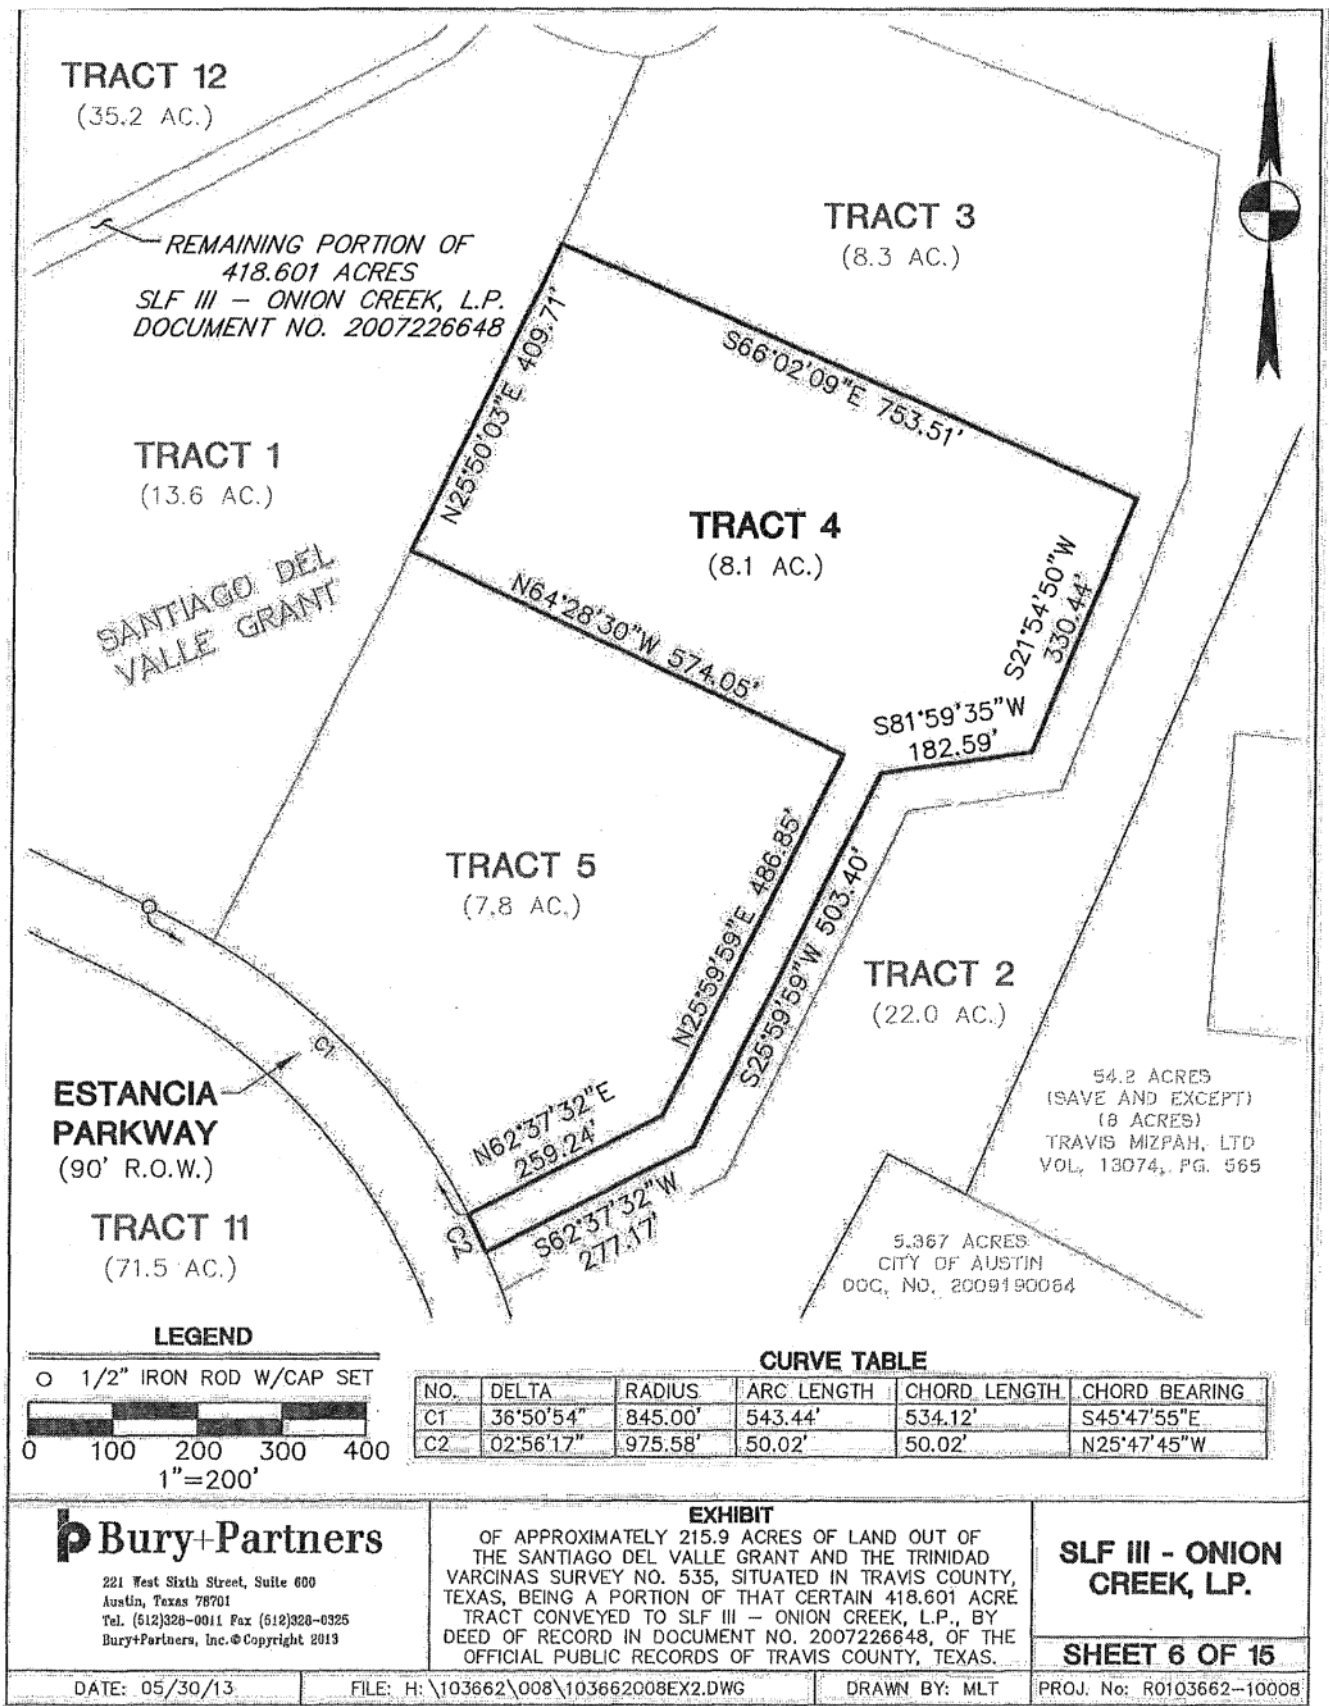 TRACT 12
(35.2 AC.)
REMAINING PORTION OF
418.601 ACRES
SLF III – ONION CREEK, L.P.
DOCUMENT NO. 2007226648
TRACT 3
(8.3 AC.)
N25°50'03"E 409.71'
S66°02'09"E 753.51'
TRACT 1
(13.6 AC.)
TRACT 4
(8.1 AC.)
SANTIAGO DEL
VALLE GRANT
N64°28'30"W 574.05'
S21°54'50"W
330.44'
S81°59'35"W
182.59'
TRACT 5
(7.8 AC.)
N25°59'59"E 486.85'
S25°59'59"W 503.40'
TRACT 2
(22.0 AC.)
C1
ESTANCIA
PARKWAY
(90' R.O.W.)
54.2 ACRES
(SAVE AND EXCEPT)
(8 ACRES)
TRAVIS MIZPAH, LTD
VOL. 13074, PG. 565
N62°37'32"E
259.24'
TRACT 11
(71.5 AC.)
C2
S62°37'32"W
277.17'
5.367 ACRES
CITY OF AUSTIN
DOC. NO. 2009190064
LEGEND
O 1/2" IRON ROD W/CAP SET
0 100 200 300 400
1"=200'
CURVE TABLE
NO. DELTA RADIUS ARC LENGTH CHORD LENGTH CHORD BEARING
C1 36°50'54" 845.00' 543.44' 534.12' S45°47'55"E
C2 02°56'17" 975.58' 50.02' 50.02' N25°47'45"W
Bury+Partners
221 West Sixth Street, Suite 600
Austin, Texas 78701
Tel. (512)328-0011 Fax (512)328-0325
Bury+Partners, Inc.©Copyright 2013
EXHIBIT
OF APPROXIMATELY 215.9 ACRES OF LAND OUT OF
THE SANTIAGO DEL VALLE GRANT AND THE TRINIDAD
VARCINAS SURVEY NO. 535, SITUATED IN TRAVIS COUNTY,
TEXAS, BEING A PORTION OF THAT CERTAIN 418.601 ACRE
TRACT CONVEYED TO SLF III – ONION CREEK, L.P., BY
DEED OF RECORD IN DOCUMENT NO. 2007226648, OF THE
OFFICIAL PUBLIC RECORDS OF TRAVIS COUNTY, TEXAS.
SLF III - ONION
CREEK, L.P.
SHEET 6 OF 15
DATE: 05/30/13 FILE: H:\103662\008\103662008EX2.DWG DRAWN BY: MLT PROJ. No: R0103662-10008